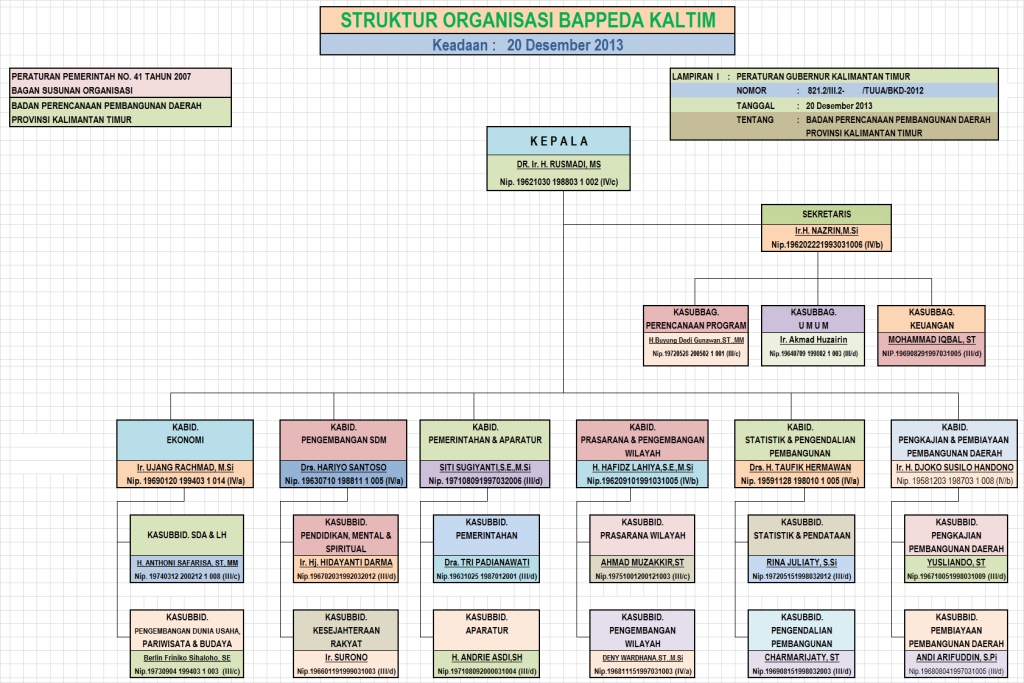 STRUKTUR ORGANISASI BAPPEDA KALTIM
Keadaan : 20 Desember 2013
PERATURAN PEMERINTAH NO. 41 TAHUN 2007
BAGAN SUSUNAN ORGANISASI
BADAN PERENCANAAN PEMBANGUNAN DAERAH
PROVINSI KALIMANTAN TIMUR
LAMPIRAN I : PERATURAN GUBERNUR KALIMANTAN TIMUR
NOMOR : 821.2/III.2- /TUUA/BKD-2012
TANGGAL : 20 Desember 2013
TENTANG : BADAN PERENCANAAN PEMBANGUNAN DAERAH
PROVINSI KALIMANTAN TIMUR
K E P A L A
DR. Ir. H. RUSMADI, MS
Nip. 19621030 198803 1 002 (IV/c)
SEKRETARIS
Ir.H. NAZRIN,M.Si
Nip.196202221993031006 (IV/b)
KASUBBAG.
PERENCANAAN PROGRAM
H.Buyung Dodi Gunawan,ST.,MM
Nip.19720528 200502 1 001 (III/c)
KASUBBAG.
U M U M
Ir. Akmad Huzairin
Nip.19640709 199802 1 003 (III/d)
KASUBBAG.
KEUANGAN
MOHAMMAD IQBAL, ST
NIP.196908291997031005 (III/d)
KABID.
EKONOMI
Ir. UJANG RACHMAD, M.Si
Nip. 19690120 199403 1 014 (IV/a)
KABID.
PENGEMBANGAN SDM
Drs. HARIYO SANTOSO
Nip. 19630710 198811 1 005 (IV/a)
KABID.
PEMERINTAHAN & APARATUR
SITI SUGIYANTI,S.E.,M.Si
Nip. 197108091997032006 (III/d)
KABID.
PRASARANA & PENGEMBANGAN
WILAYAH
H. HAFIDZ LAHIYA,S.E.,M.Si
Nip.196209101991031005 (IV/b)
KABID.
STATISTIK & PENGENDALIAN
PEMBANGUNAN
Drs. H. TAUFIK HERMAWAN
Nip. 19591128 198010 1 005 (IV/a)
KABID.
PENGKAJIAN & PEMBIAYAAN
PEMBANGUNAN DAERAH
Ir. H. DJOKO SUSILO HANDONO
Nip. 19581203 198703 1 008 (IV/b)
KASUBBID. SDA & LH
H. ANTHONI SAFARISA, ST, MM
Nip. 19740312 200212 1 008 (III/c)
KASUBBID.
PENDIDIKAN, MENTAL &
SPIRITUAL
Ir. Hj. HIDAYANTI DARMA
Nip.196702031992032012 (III/d)
KASUBBID.
PEMERINTAHAN
Dra. TRI PADIANAWATI
Nip.19631025 1987012001 (III/d)
KASUBBID.
PRASARANA WILAYAH
AHMAD MUZAKKIR,ST
Nip.197510012001​21003 (III/c)
KASUBBID.
STATISTIK & PENDATAAN
RINA JULIATY, S.Si
Nip.197205151998032012 (III/d)
KASUBBID.
PENGKAJIAN
PEMBANGUNAN DAERAH
YUSLIANDO, ST
Nip.196710051998031009 (III/d)
KASUBBID.
PENGEMBANGAN DUNIA USAHA,
PARIWISATA & BUDAYA
Berlin Friniko Sihaloho, SE
Nip.19730904 199403 1 003 (III/d)
KASUBBID.
KESEJAHTERAAN
RAKYAT
Ir. SURONO
Nip.196601191999031003 (III/d)
KASUBBID.
APARATUR
H. ANDRIE ASDI,SH
Nip.197108092000031004 (III/d)
KASUBBID.
PENGEMBANGAN
WILAYAH
DENY WARDHANA,ST.,M.Si
Nip.196811151997031003 (IV/a)
KASUBBID.
PENGENDALIAN
PEMBANGUNAN
CHARMARIJATY, ST
Nip.196908151998032003 (III/d)
KASUBBID.
PEMBIAYAAN
PEMBANGUNAN DAERAH
ANDI ARIFUDDIN, S.Pi
Nip.196808041997031005 (III/d)